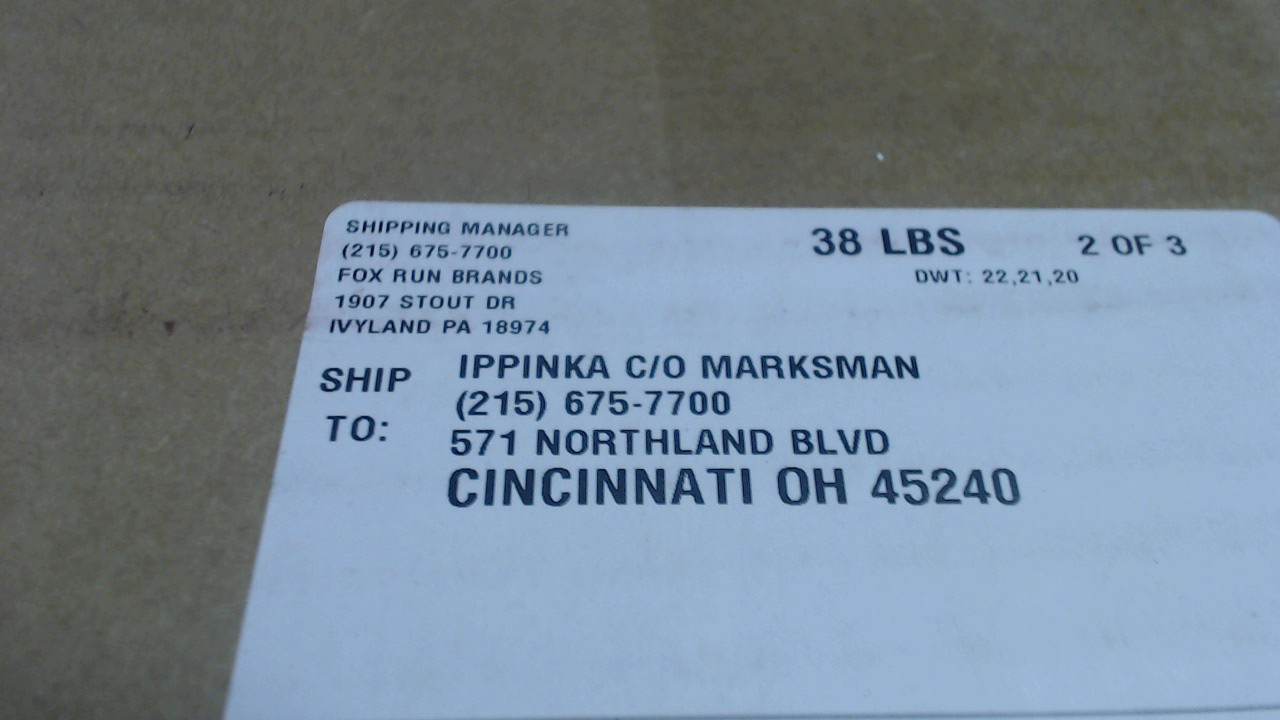 SHIPPING MANAGER
(215) 675-7700
FOX RUN BRANDS
1907 STOUT DR
IVYLAND PA 18974
38 LBS 2 OF 3
DWT: 22,21,20
SHIP TO:
IPPINKA C/O MARKSMAN
(215) 675-7700
571 NORTHLAND BLVD
CINCINNATI OH 45240